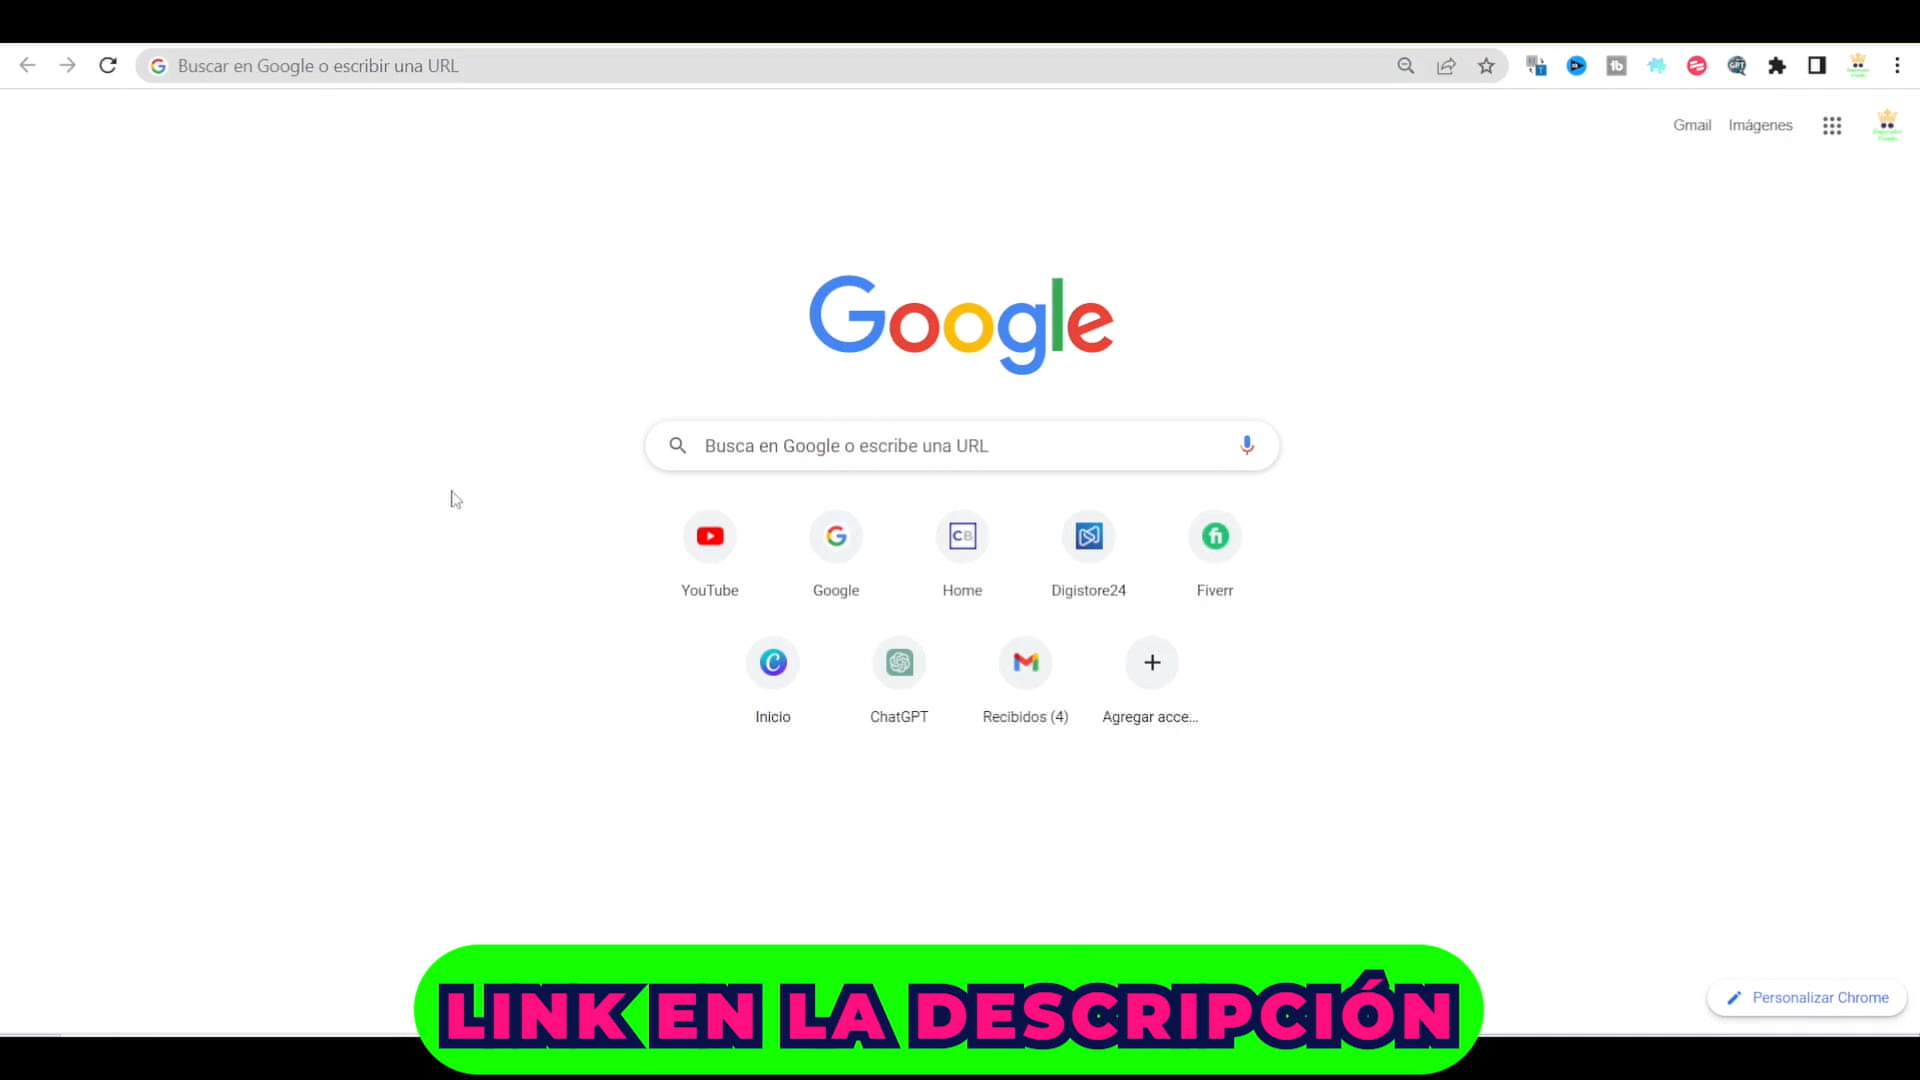 Buscar en Google o escribir una URL
Gmail Imágenes
Google
Busca en Google o escribe una URL
YouTube Google Home Digistore24 Fiverr
Inicio ChatGPT Recibidos (4) Agregar acce...
Personalizar Chrome
LINK EN LA DESCRIPCIÓN